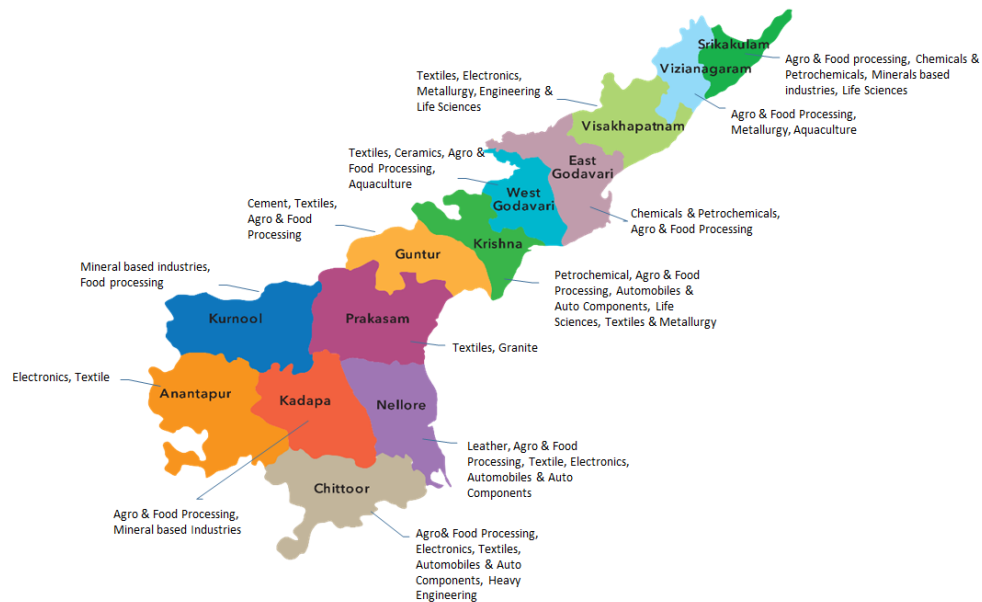 Srikakulam
Vizianagaram
Agro & Food processing, Chemicals &
Petrochemicals, Minerals based
industries, Life Sciences
Textiles, Electronics,
Metallurgy, Engineering &
Life Sciences
Agro & Food Processing,
Metallurgy, Aquaculture
Visakhapatnam
Textiles, Ceramics, Agro &
Food Processing,
Aquaculture
East
Godavari
West
Godavari
Cement, Textiles,
Agro & Food
Processing
Chemicals & Petrochemicals,
Agro & Food Processing
Krishna
Guntur
Mineral based industries,
Food processing
Petrochemical, Agro & Food
Processing, Automobiles &
Auto Components, Life
Sciences, Textiles & Metallurgy
Kurnool
Prakasam
Textiles, Granite
Electronics, Textile
Anantapur
Kadapa
Nellore
Leather, Agro & Food
Processing, Textile, Electronics,
Automobiles & Auto
Components
Chittoor
Agro & Food Processing,
Mineral based Industries
Agro& Food Processing,
Electronics, Textiles,
Automobiles & Auto
Components, Heavy
Engineering